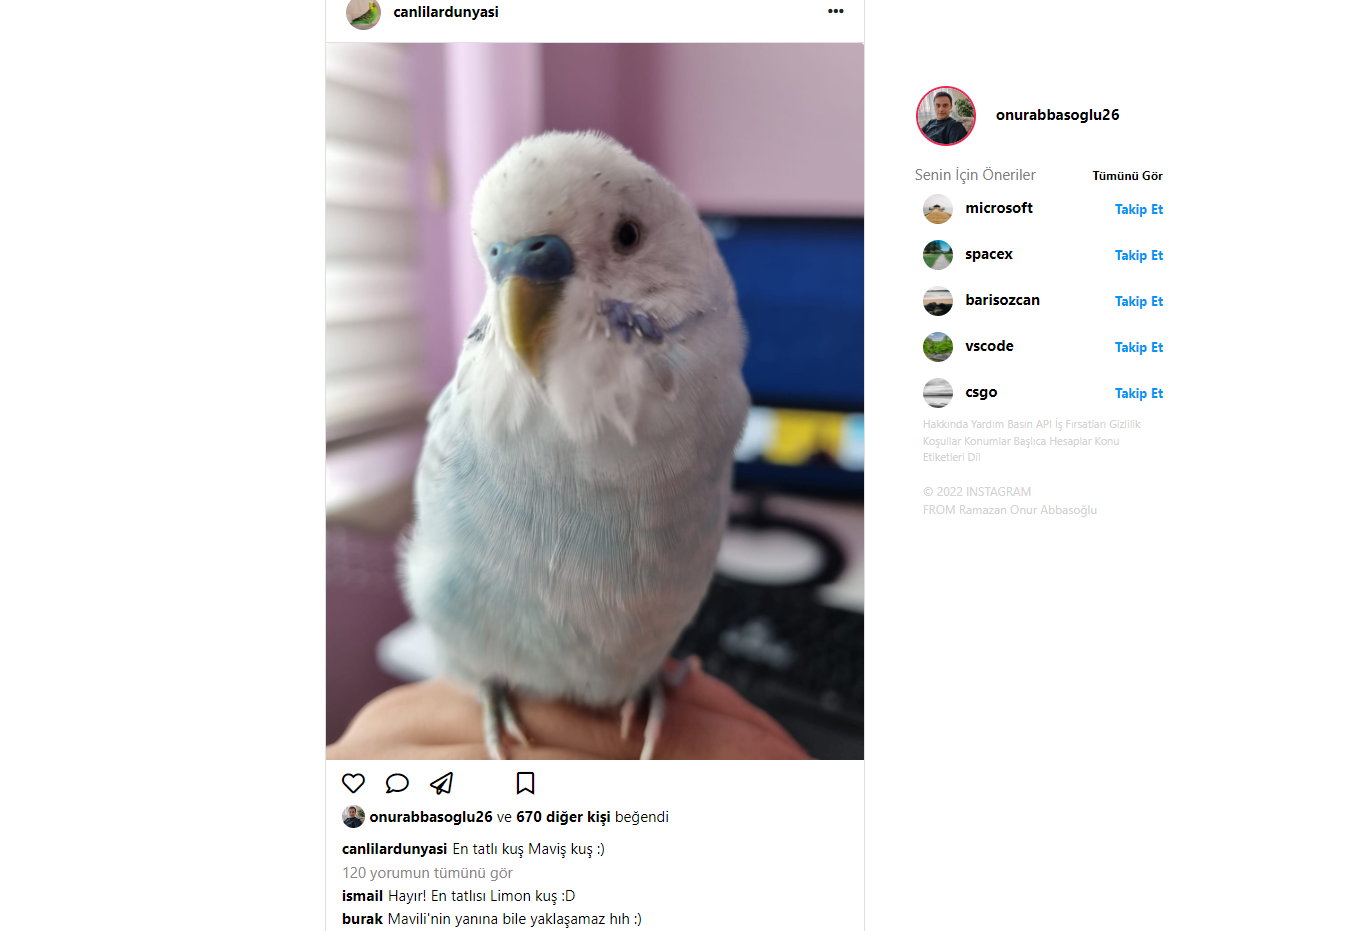 canlilardunyasi
onurabbasoglu26
Senin İçin Öneriler Tümünü Gör
microsoft Takip Et
spacex Takip Et
barisozcan Takip Et
vscode Takip Et
csgo Takip Et
Hakkında Yardım Basın API İş Fırsatları Gizlilik
Koşullar Konumlar Başlıca Hesaplar Konu
Etiketleri Dil
© 2022 INSTAGRAM
FROM Ramazan Onur Abbasoğlu
onurabbasoglu26 ve 670 diğer kişi beğendi
canlilardunyasi En tatlı kuş Maviş kuş :)
120 yorumun tümünü gör
ismail Hayır! En tatlısı Limon kuş :D
burak Mavili'nin yanına bile yaklaşamaz hıh :)